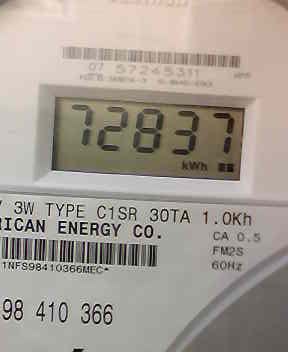 07 57245311
72837
kWh
3W TYPE C1SR 30TA 1.0Kh
RICAN ENERGY CO.
CA 0.5
FM2S
1NFS98410366MEC*
60Hz
98 410 366